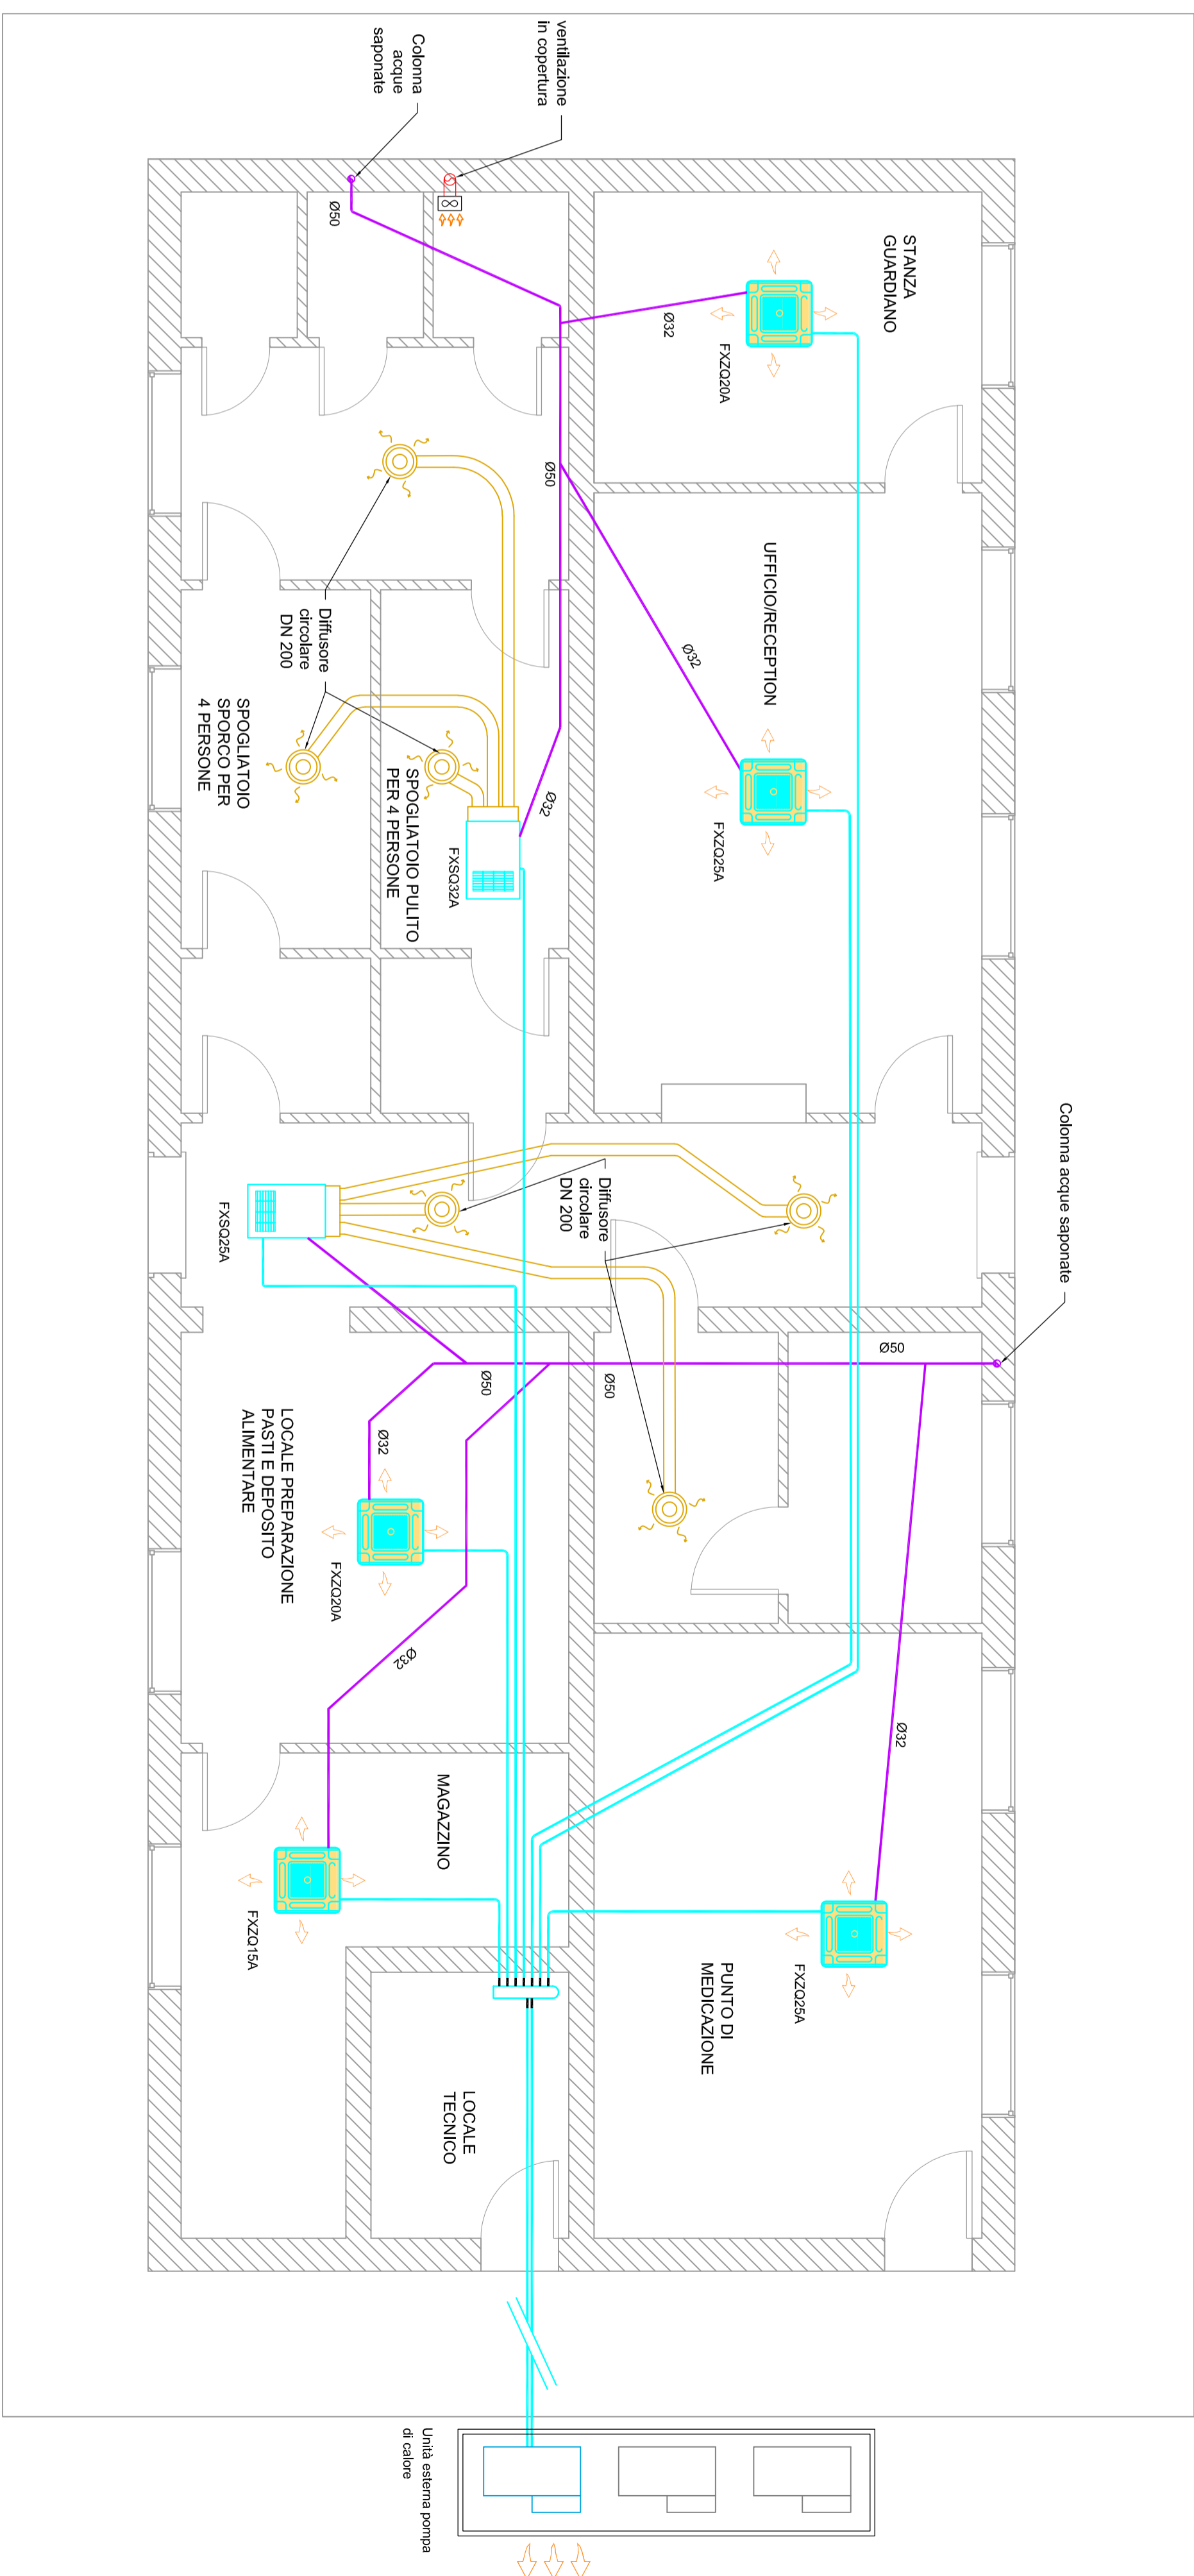 Colonna acque saponate
ventilazione
in copertura
Colonna
acque
saponate
STANZA
GUARDIANO
FXZQ20A
Ø32
Ø50
Ø50
UFFICIO/RECEPTION
Ø32
FXZQ25A
Diffusore
circolare
DN 200
SPOGLIATOIO
SPORCO PER
4 PERSONE
SPOGLIATOIO PULITO
PER 4 PERSONE
Ø32
FXSQ32A
FXSQ25A
Diffusore
circolare
DN 200
Ø50
Ø50
Ø50
Ø32
LOCALE PREPARAZIONE
PASTI E DEPOSITO
ALIMENTARE
FXZQ20A
Ø32
Ø32
MAGAZZINO
FXZQ15A
PUNTO DI
MEDICAZIONE
FXZQ25A
LOCALE
TECNICO
Unità esterna pompa
di calore